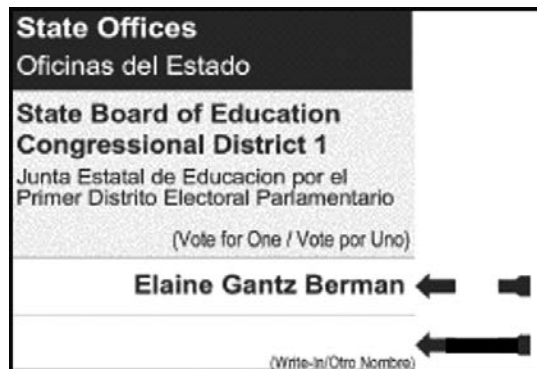 State Offices
Oficinas del Estado
State Board of Education
Congressional District 1
Junta Estatal de Educacion por el
Primer Distrito Electoral Parlamentario
(Vote for One / Vote por Uno)
Elaine Gantz Berman
(Write-In/Otro Nombre)